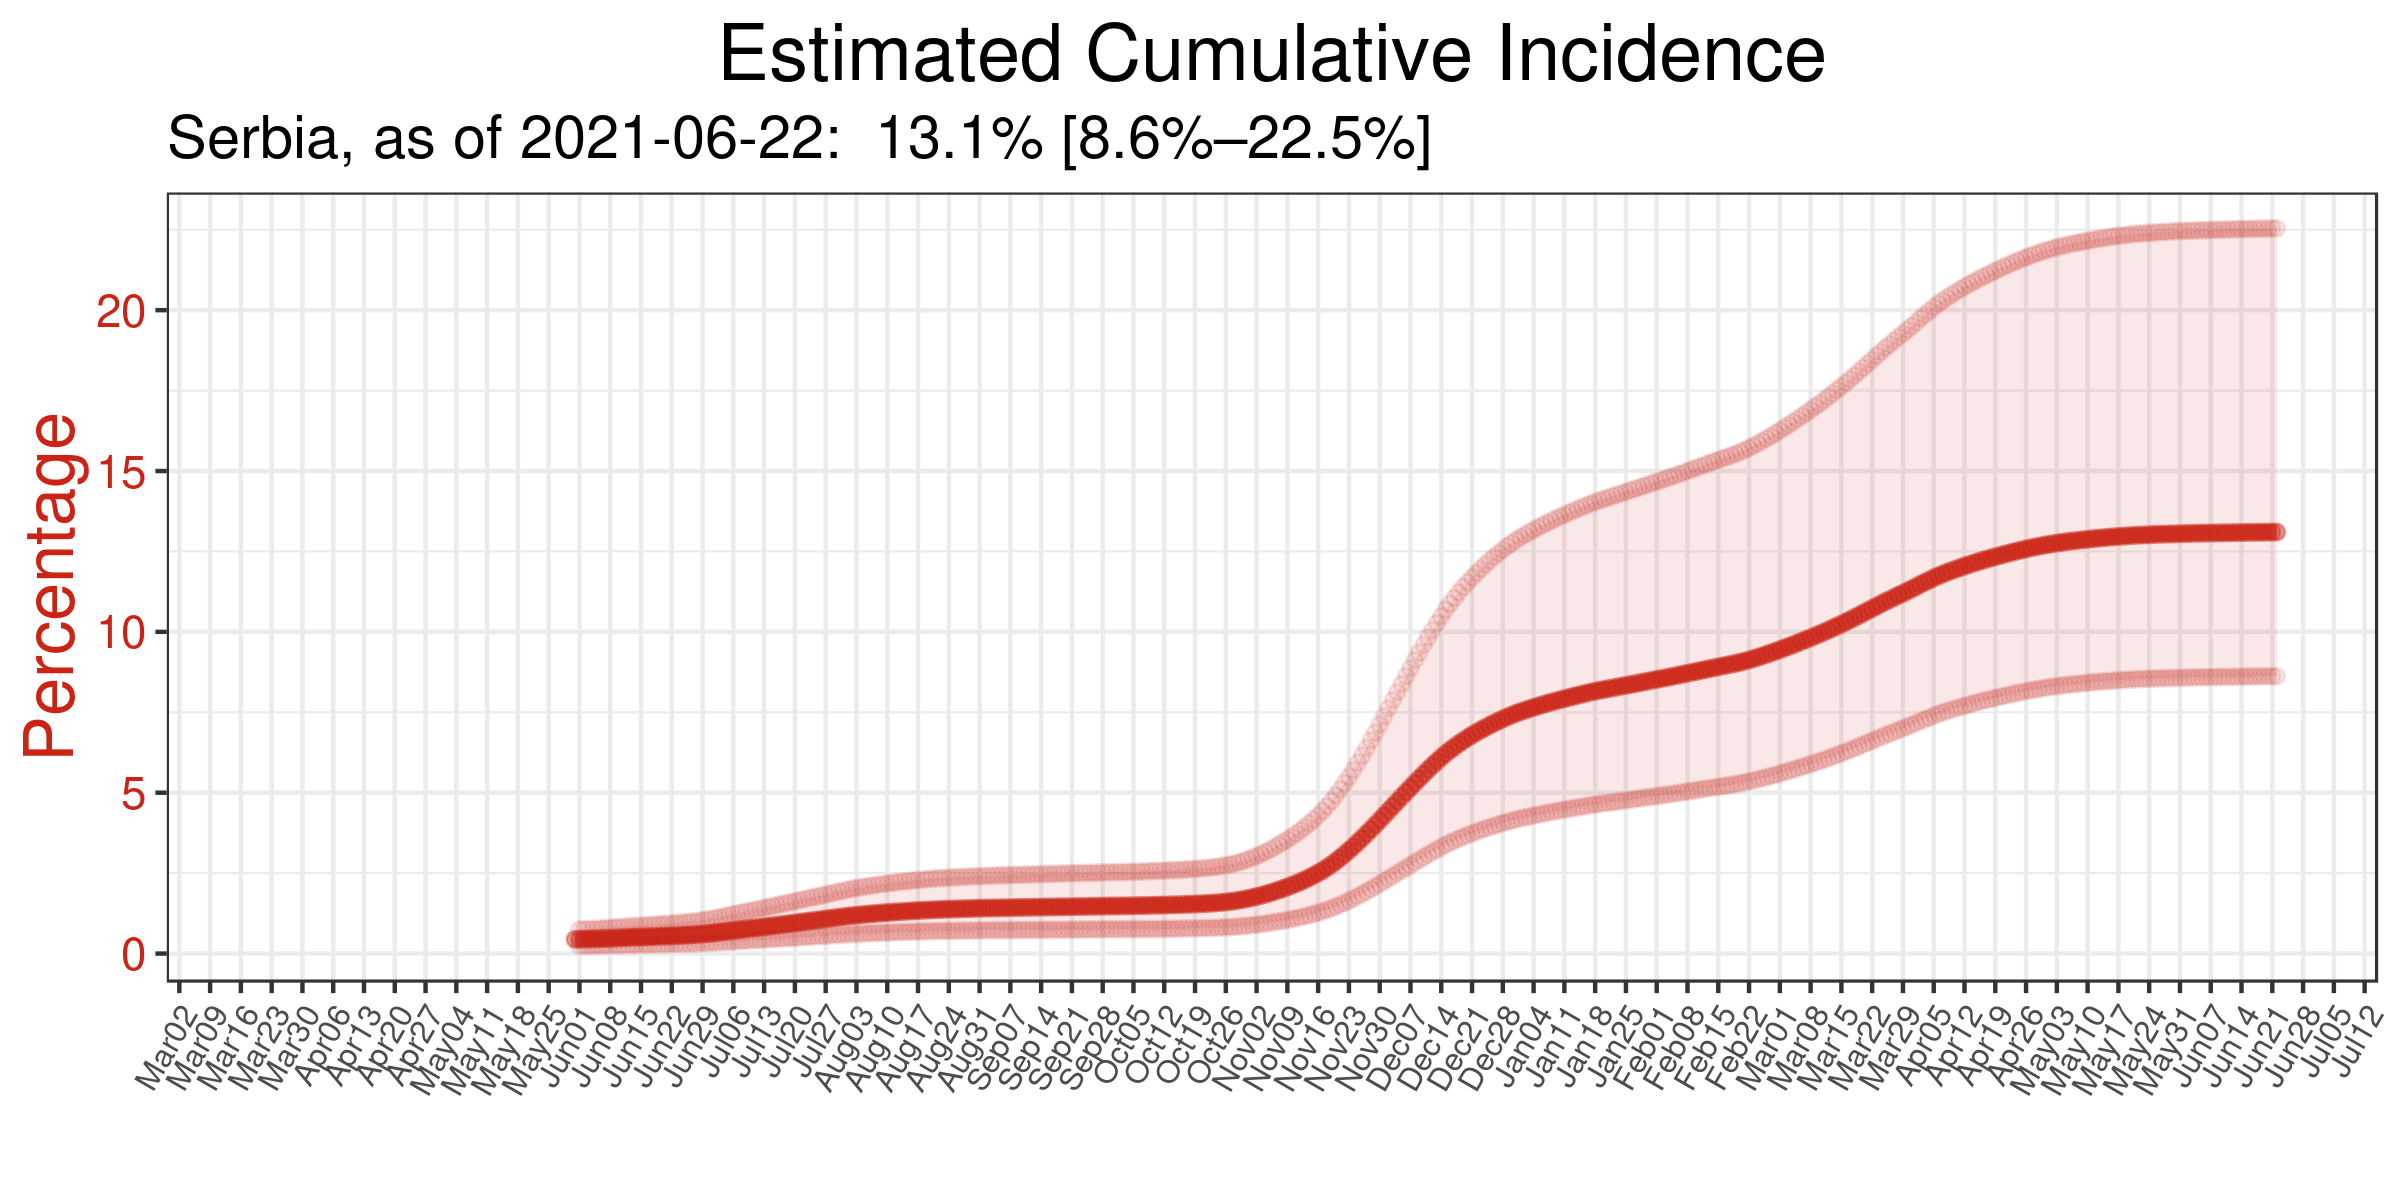 Estimated Cumulative Incidence
Serbia, as of 2021-06-22: 13.1% [8.6%–22.5%]
Percentage
20
15
10
5
0
Mar02
Mar09
Mar16
Mar23
Mar30
Apr06
Apr13
Apr20
Apr27
May04
May11
May18
May25
Jun01
Jun08
Jun15
Jun22
Jun29
Jul06
Jul13
Jul20
Jul27
Aug03
Aug10
Aug17
Aug24
Aug31
Sep07
Sep14
Sep21
Sep28
Oct05
Oct12
Oct19
Oct26
Nov02
Nov09
Nov16
Nov23
Nov30
Dec07
Dec14
Dec21
Dec28
Jan04
Jan11
Jan18
Jan25
Feb01
Feb08
Feb15
Feb22
Mar01
Mar08
Mar15
Mar22
Mar29
Apr05
Apr12
Apr19
Apr26
May03
May10
May17
May24
May31
Jun07
Jun14
Jun21
Jun28
Jul05
Jul12